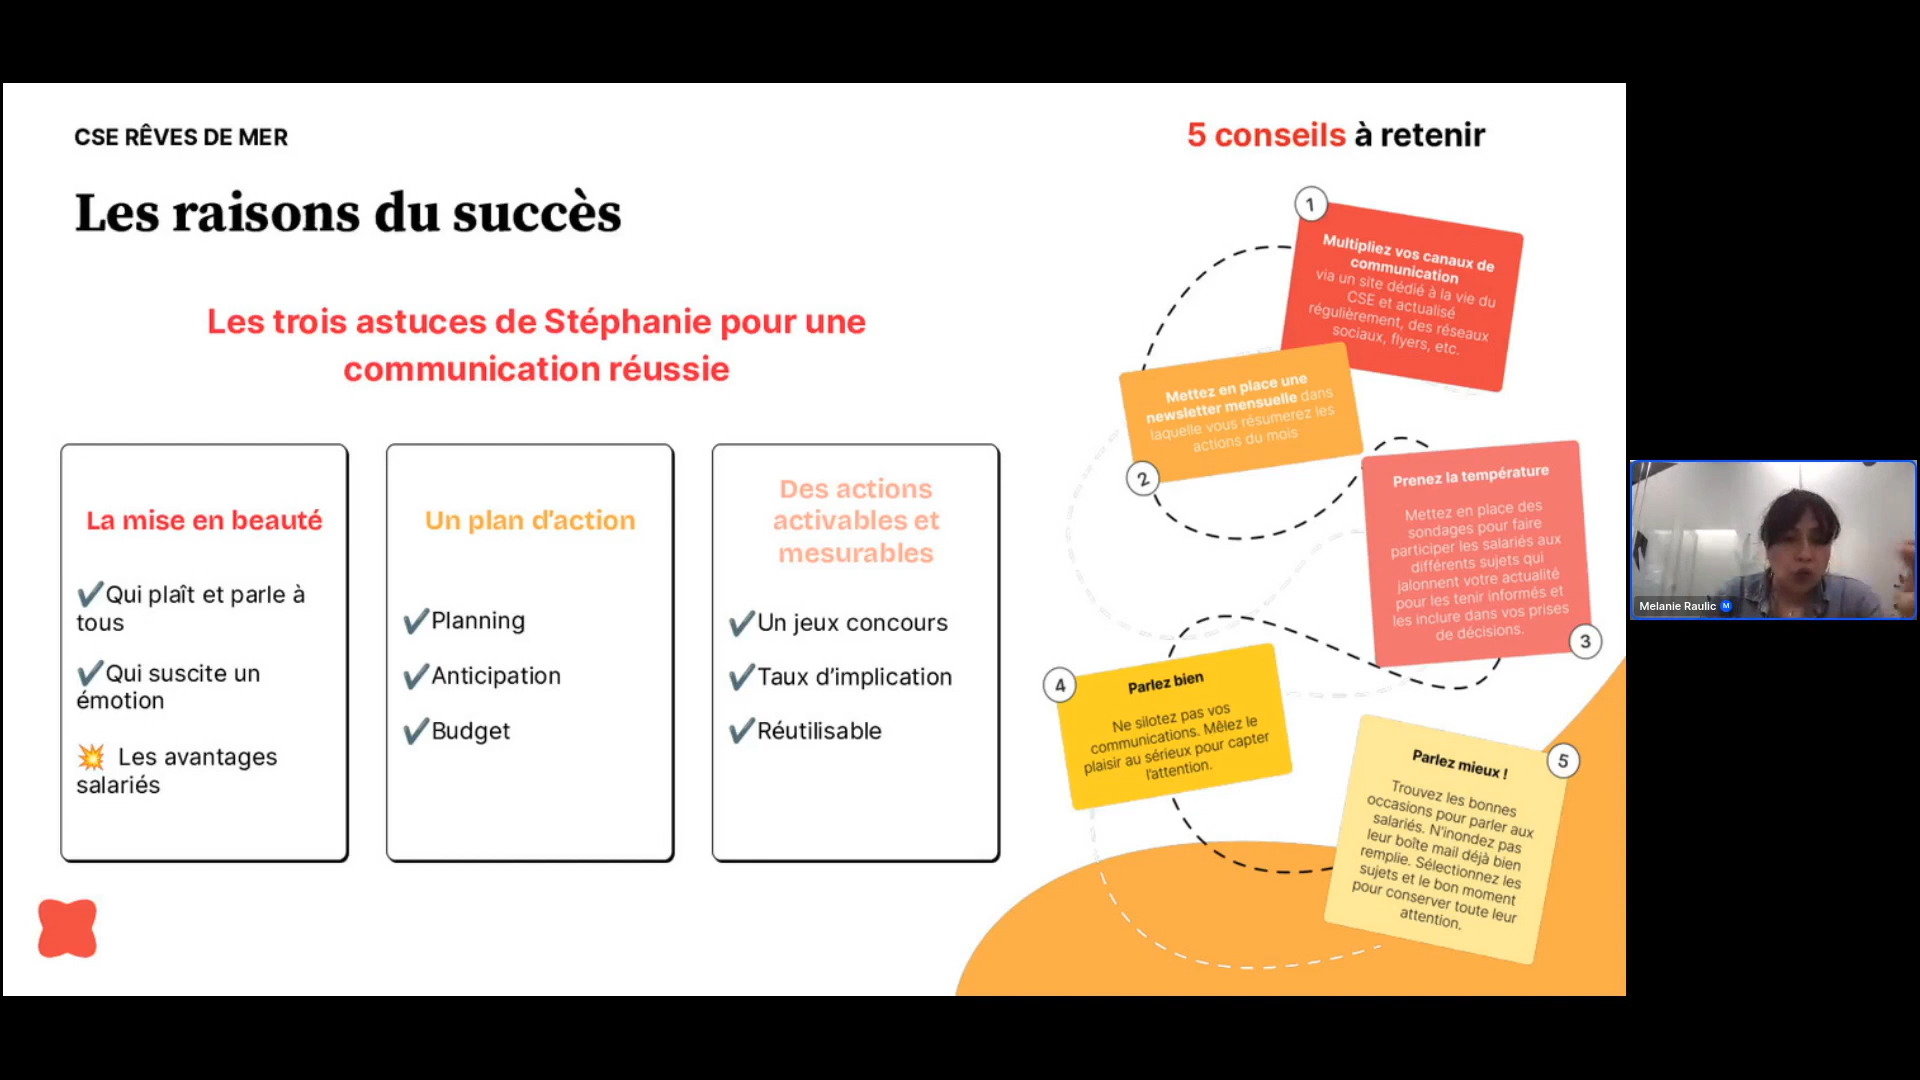 CSE RÊVES DE MER
Les raisons du succès
Les trois astuces de Stéphanie pour une
communication réussie
La mise en beauté
✔Qui plaît et parle à
tous
✔Qui suscite un
émotion
💥 Les avantages
salariés
Un plan d'action
✔Planning
✔Anticipation
✔Budget
Des actions
activables et
mesurables
✔Un jeux concours
✔Taux d’implication
✔Réutilisable
5 conseils à retenir
1
Multipliez vos canaux de
communication
via un site dédié à la vie du
CSE et actualisé
régulièrement, des réseaux
sociaux, flyers, etc.
2
Mettez en place une
newsletter mensuelle dans
laquelle vous résumerez les
actions du mois
3
Prenez la température
Mettez en place des
sondages pour faire
participer les salariés aux
différents sujets qui
jalonnent votre actualité
pour les tenir informés et
les inclure dans vos prises
de décisions.
4
Parlez bien
Ne silotez pas vos
communications. Mêlez le
plaisir au sérieux pour capter
l'attention.
5
Parlez mieux !
Trouvez les bonnes
occasions pour parler aux
salariés. N'inondez pas
leur boîte mail déjà bien
remplie. Sélectionnez les
sujets et le bon moment
pour conserver toute leur
attention.
Melanie Raulic M